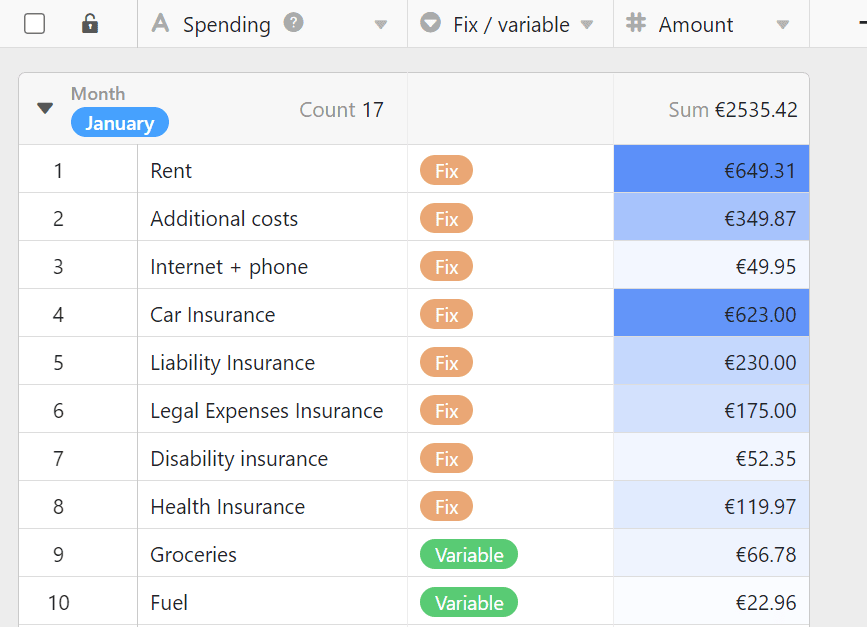 Spending ? Fix / variable # Amount
Month
January Count 17 Sum €2535.42
1 Rent Fix €649.31
2 Additional costs Fix €349.87
3 Internet + phone Fix €49.95
4 Car Insurance Fix €623.00
5 Liability Insurance Fix €230.00
6 Legal Expenses Insurance Fix €175.00
7 Disability insurance Fix €52.35
8 Health Insurance Fix €119.97
9 Groceries Variable €66.78
10 Fuel Variable €22.96